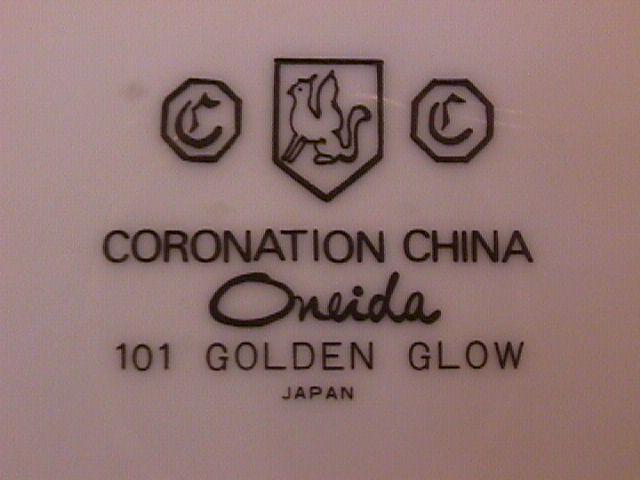 C C
CORONATION CHINA
Oneida
101 GOLDEN GLOW
JAPAN